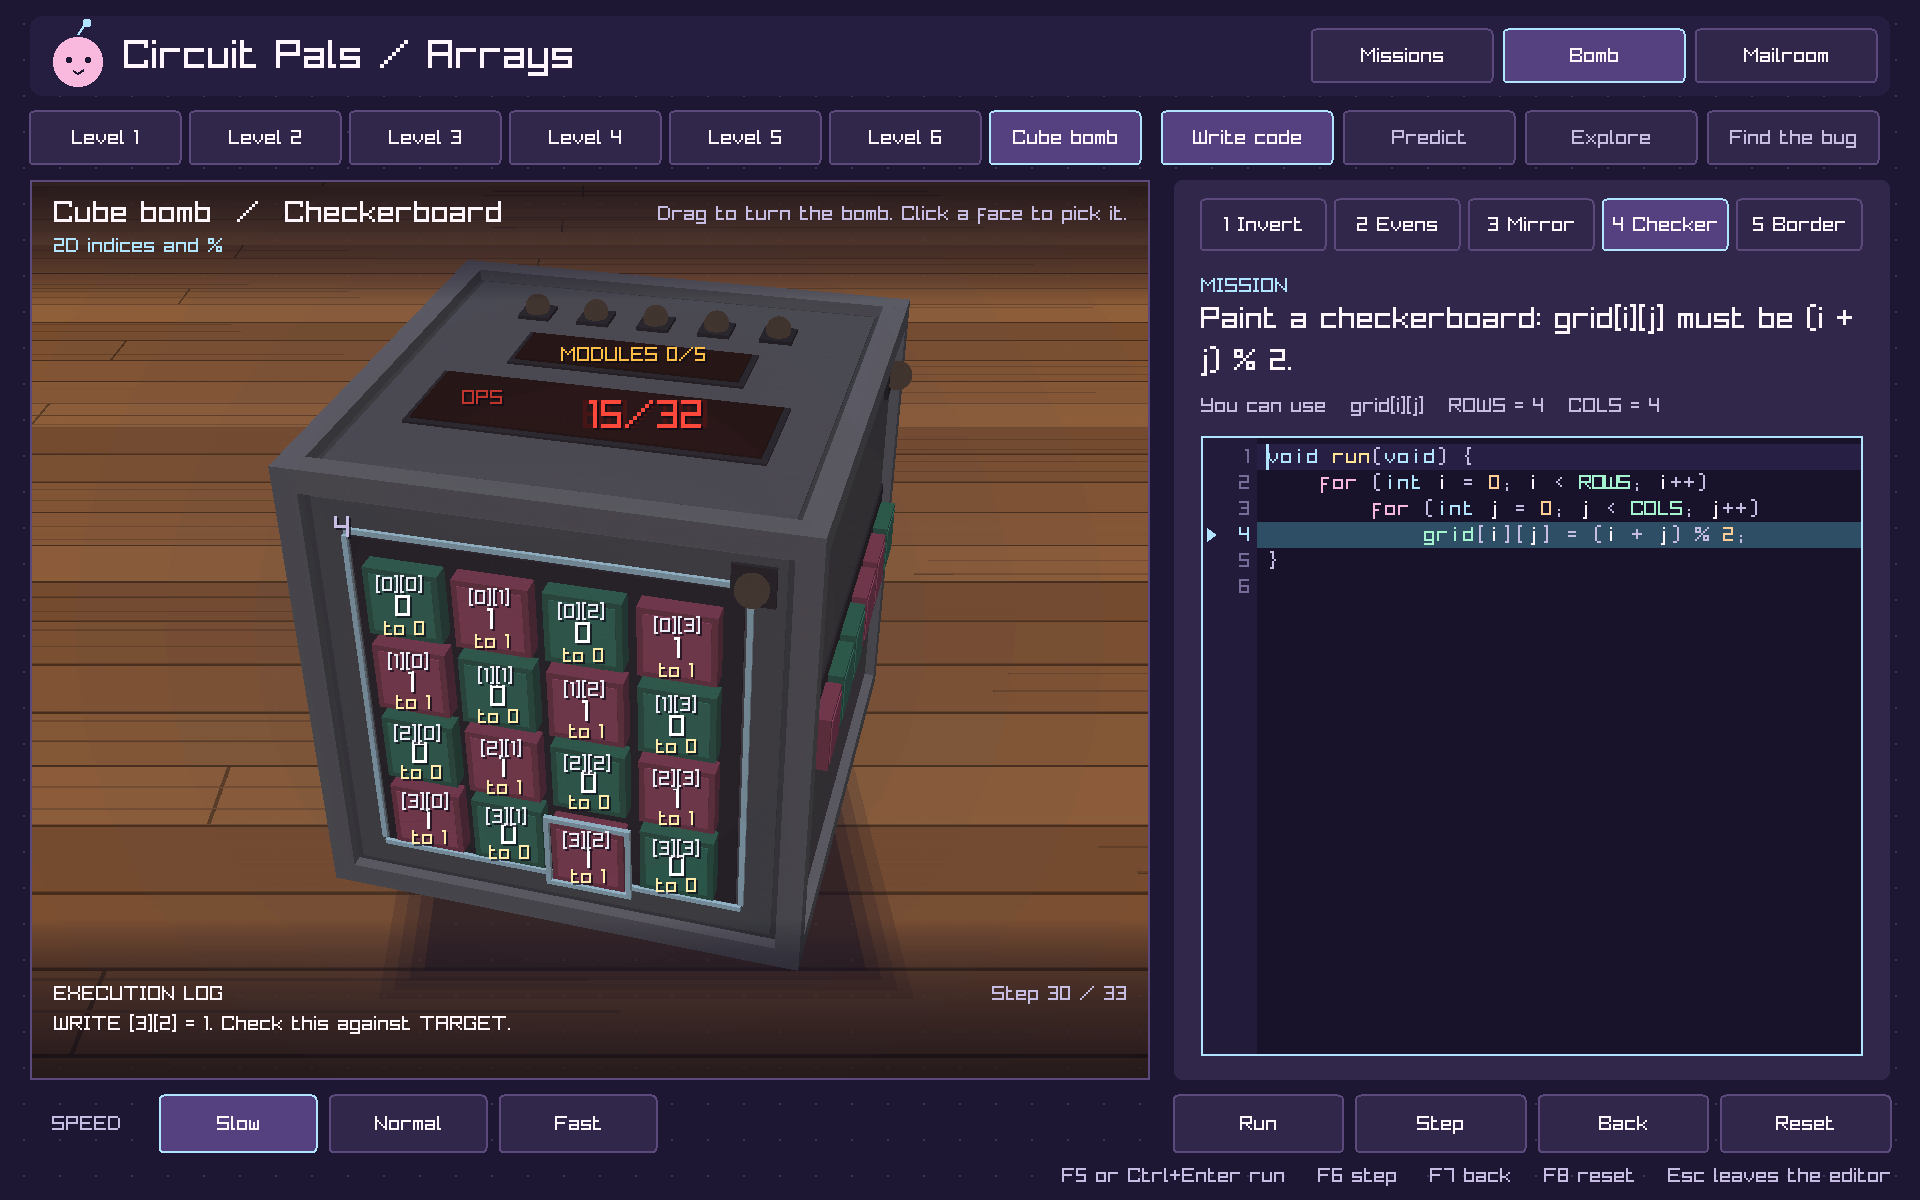 Circuit Pals / Arrays
Missions
Bomb
Mailroom
Level 1
Level 2
Level 3
Level 4
Level 5
Level 6
Cube bomb
Write code
Predict
Explore
Find the bug
Cube bomb / Checkerboard
Drag to turn the bomb. Click a face to pick it.
2D indices and %
MODULES 0/5
OPS 15/32
4
[0][0] [0][1] [0][2] [0][3]
0 1 0 1
to 0 to 1 to 0 to 1
[1][0] [1][1] [1][2] [1][3]
1 0 1 0
to 1 to 0 to 1 to 0
[2][0] [2][1] [2][2] [2][3]
0 1 0 1
to 0 to 1 to 0 to 1
[3][0] [3][1] [3][2] [3][3]
1 0 1 0
to 1 to 0 to 1 to 0
EXECUTION LOG
Step 30 / 33
WRITE [3][2] = 1. Check this against TARGET.
1 Invert
2 Evens
3 Mirror
4 Checker
5 Border
MISSION
Paint a checkerboard: grid[i][j] must be (i +
j) % 2.
You can use grid[i][j] ROWS = 4 COLS = 4
1 void run(void) {
2 for (int i = 0; i < ROWS; i++)
3 for (int j = 0; j < COLS; j++)
4 grid[i][j] = (i + j) % 2;
5 }
6
SPEED
Slow
Normal
Fast
Run
Step
Back
Reset
F5 or Ctrl+Enter run F6 step F7 back F8 reset Esc leaves the editor